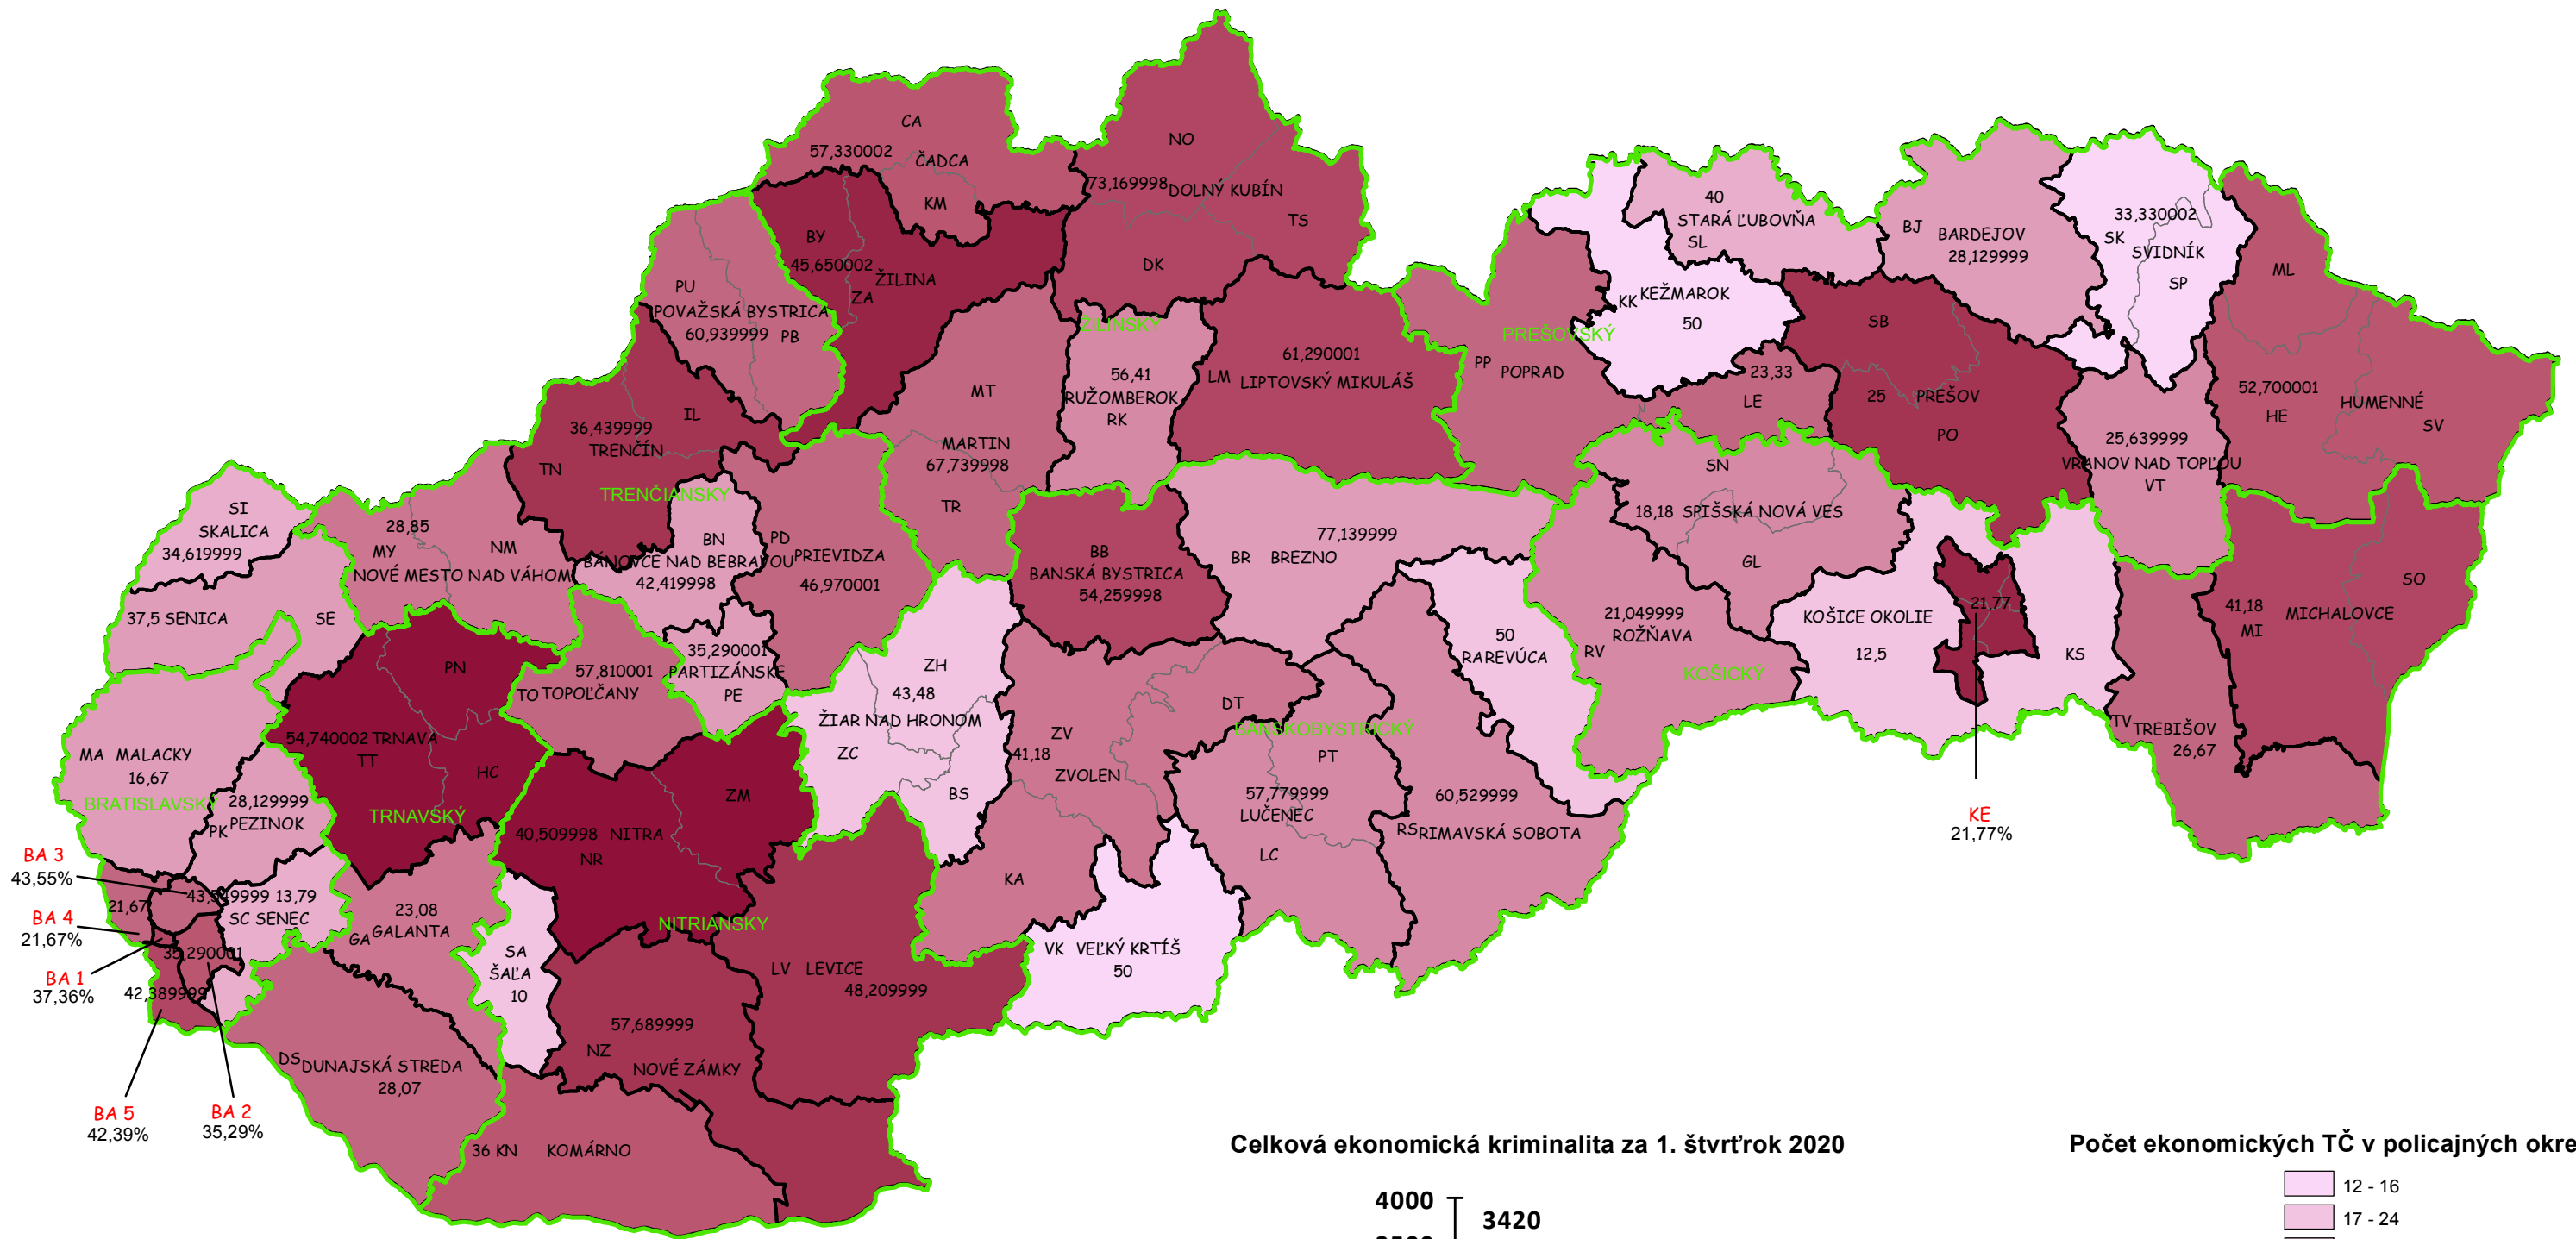 CA
57,330002
ČADCA
KM
NO
73,169998 DOLNÝ KUBÍN
TS
DK
BY
45,650002
ŽILINA
ZA
PU
POVAŽSKÁ BYSTRICA
60,939999 PB
ŽILINSKÝ
56,41
RUŽOMBEROK
RK
61,290001
LM LIPTOVSKÝ MIKULÁŠ
MT
MARTIN
67,739998
TR
IL
36,439999
TRENČÍN
TN
TRENČIANSKY
SI
SKALICA
34,619999
28,85
MY
NM
NOVÉ MESTO NAD VÁHOM
BN
BÁNOVCE NAD BEBRAVOU
42,419998
PD
PRIEVIDZA
46,970001
37,5 SENICA
SE
35,290001
PARTIZÁNSKE
PE
57,810001
TO TOPOĽČANY
PN
54,740002 TRNAVA
TT
HC
TRNAVSKÝ
MA MALACKY
16,67
BRATISLAVSKÝ
28,129999
PK PEZINOK
BA 3
43,55%
BA 4
21,67%
BA 1
37,36%
BA 5
42,39%
BA 2
35,29%
21,67
13,79
SC SENEC
35,290001
42,389999
23,08
GA GALANTA
DS DUNAJSKÁ STREDA
28,07
SA
ŠAĽA
10
ZM
40,509998 NITRA
NR
NITRIANSKY
LV LEVICE
48,209999
57,689999
NZ
NOVÉ ZÁMKY
36 KN KOMÁRNO
ZH
43,48
ŽIAR NAD HRONOM
ZC
BS
BB
BANSKÁ BYSTRICA
54,259998
77,139999
BR BREZNO
50
RAREVÚCA
DT
ZV
41,18
ZVOLEN
KA
BANSKOBYSTRICKÝ
PT
57,779999
LUČENEC
LC
60,529999
RS RIMAVSKÁ SOBOTA
VK VEĽKÝ KRTÍŠ
50
40
STARÁ ĽUBOVŇA
SL
KK KEŽMAROK
50
PREŠOVSKÝ
PP POPRAD
23,33
LE
BJ BARDEJOV
28,129999
33,330002
SK
SVIDNÍK
SP
ML
52,700001
HE
HUMENNÉ
SV
SB
25 PREŠOV
PO
25,639999
VRANOV NAD TOPĽOU
VT
SN
18,18 SPIŠSKÁ NOVÁ VES
GL
21,049999
ROŽŇAVA
RV
KOŠICKÝ
KOŠICE OKOLIE
12,5
21,77
KS
KE
21,77%
TV TREBIŠOV
26,67
41,18
MI
MICHALOVCE
SO
Celková ekonomická kriminalita za 1. štvrťrok 2020
4000
3420
Počet ekonomických TČ v policajných okre
12 - 16
17 - 24